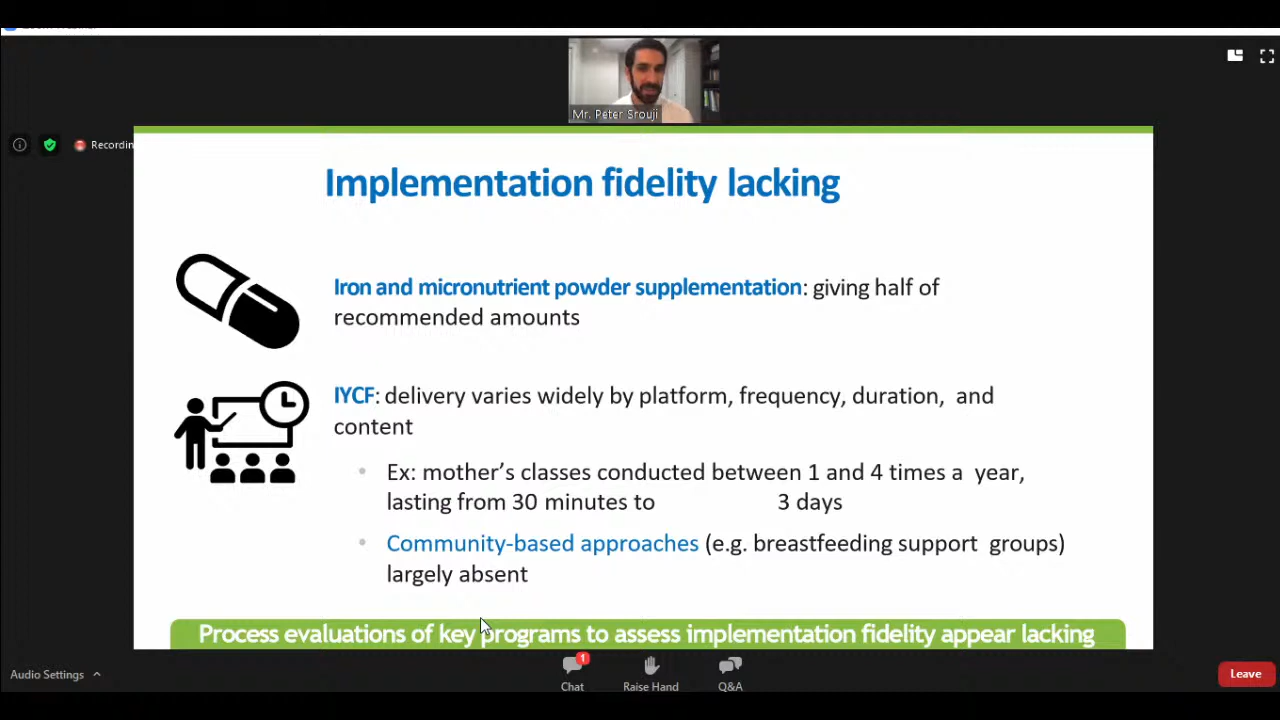 Mr. Peter Srouji
Recordin
Implementation fidelity lacking
Iron and micronutrient powder supplementation: giving half of
recommended amounts
IYCF: delivery varies widely by platform, frequency, duration, and
content
• Ex: mother's classes conducted between 1 and 4 times a year,
lasting from 30 minutes to 3 days
• Community-based approaches (e.g. breastfeeding support groups)
largely absent
Process evaluations of key programs to assess implementation fidelity appear lacking
Audio Settings
1
Chat
Raise Hand
Q&A
Leave